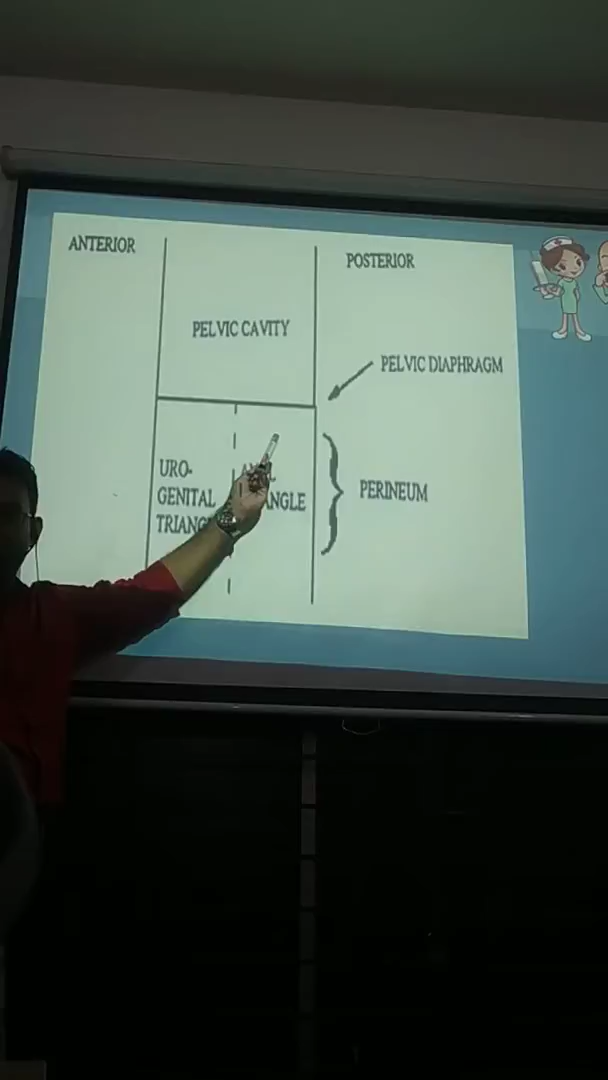 ANTERIOR
POSTERIOR
PELVIC CAVITY
PELVIC DIAPHRAGM
URO-
GENITAL
PERINEUM